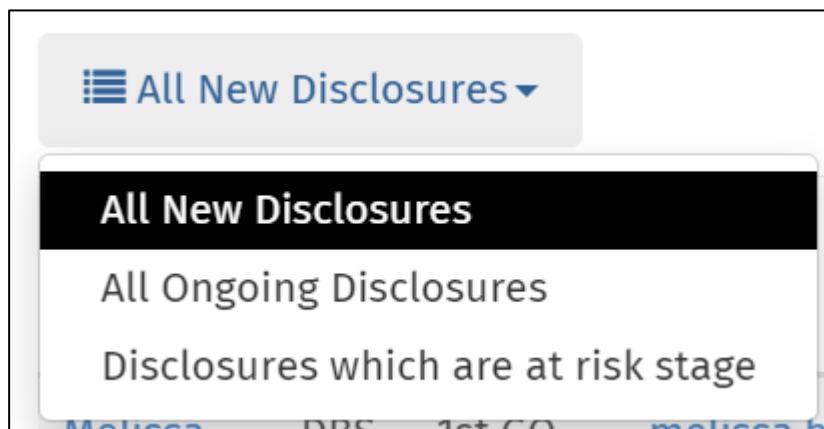 All New Disclosures
All New Disclosures
All Ongoing Disclosures
Disclosures which are at risk stage